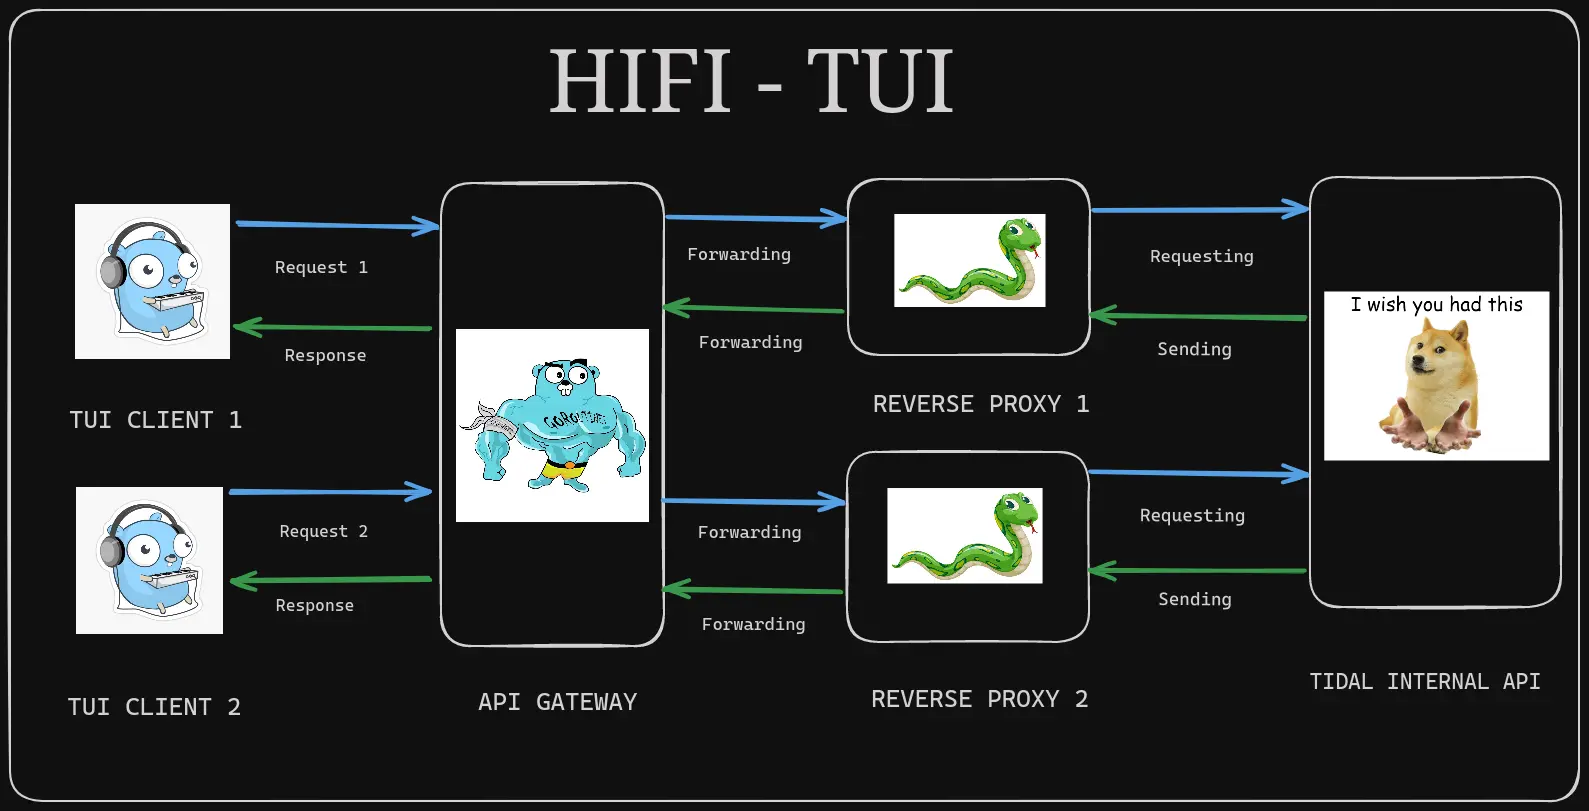 HIFI - TUI
Request 1
Response
TUI CLIENT 1
Forwarding
Forwarding
REVERSE PROXY 1
Requesting
Sending
I wish you had this
Request 2
Response
TUI CLIENT 2
API GATEWAY
Forwarding
Forwarding
REVERSE PROXY 2
Requesting
Sending
TIDAL INTERNAL API